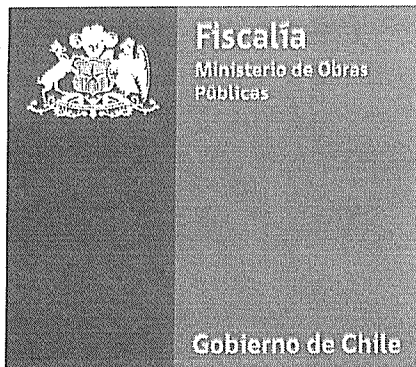 Fiscalía
Ministerio de Obras
Públicas
Gobierno de Chile